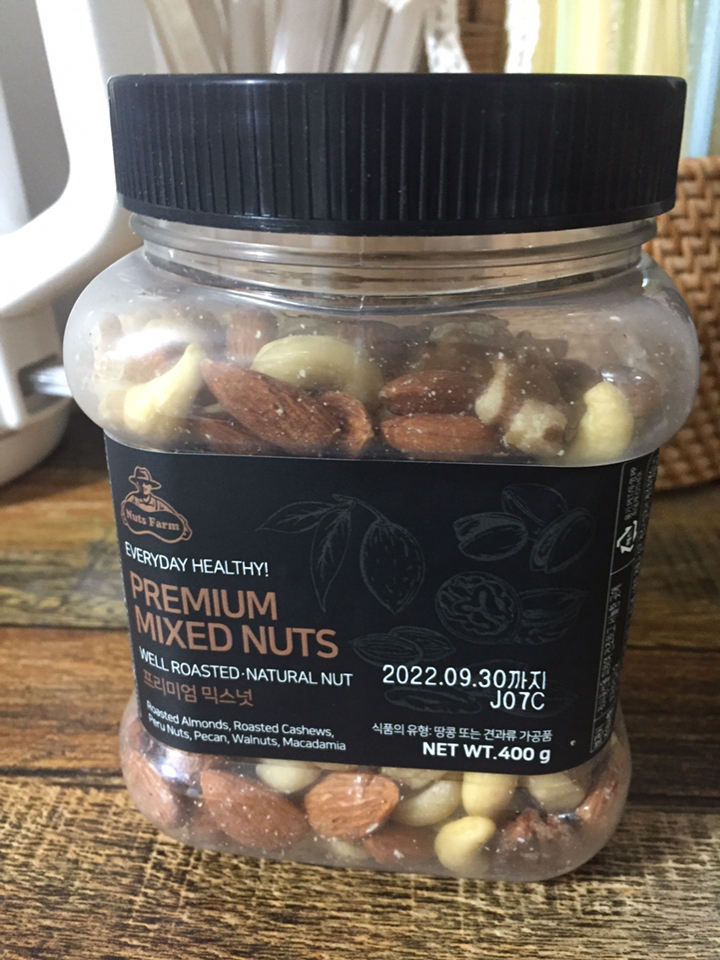 Nuts Farm
EVERYDAY HEALTHY!
PREMIUM
MIXED NUTS
WELL ROASTED·NATURAL NUT
프리미엄 믹스넛
Roasted Almonds, Roasted Cashews,
Peru Nuts, Pecan, Walnuts, Macadamia
2022.09.30까지
J07C
식품의 유형: 땅콩 또는 견과류 가공품
NET WT.400 g